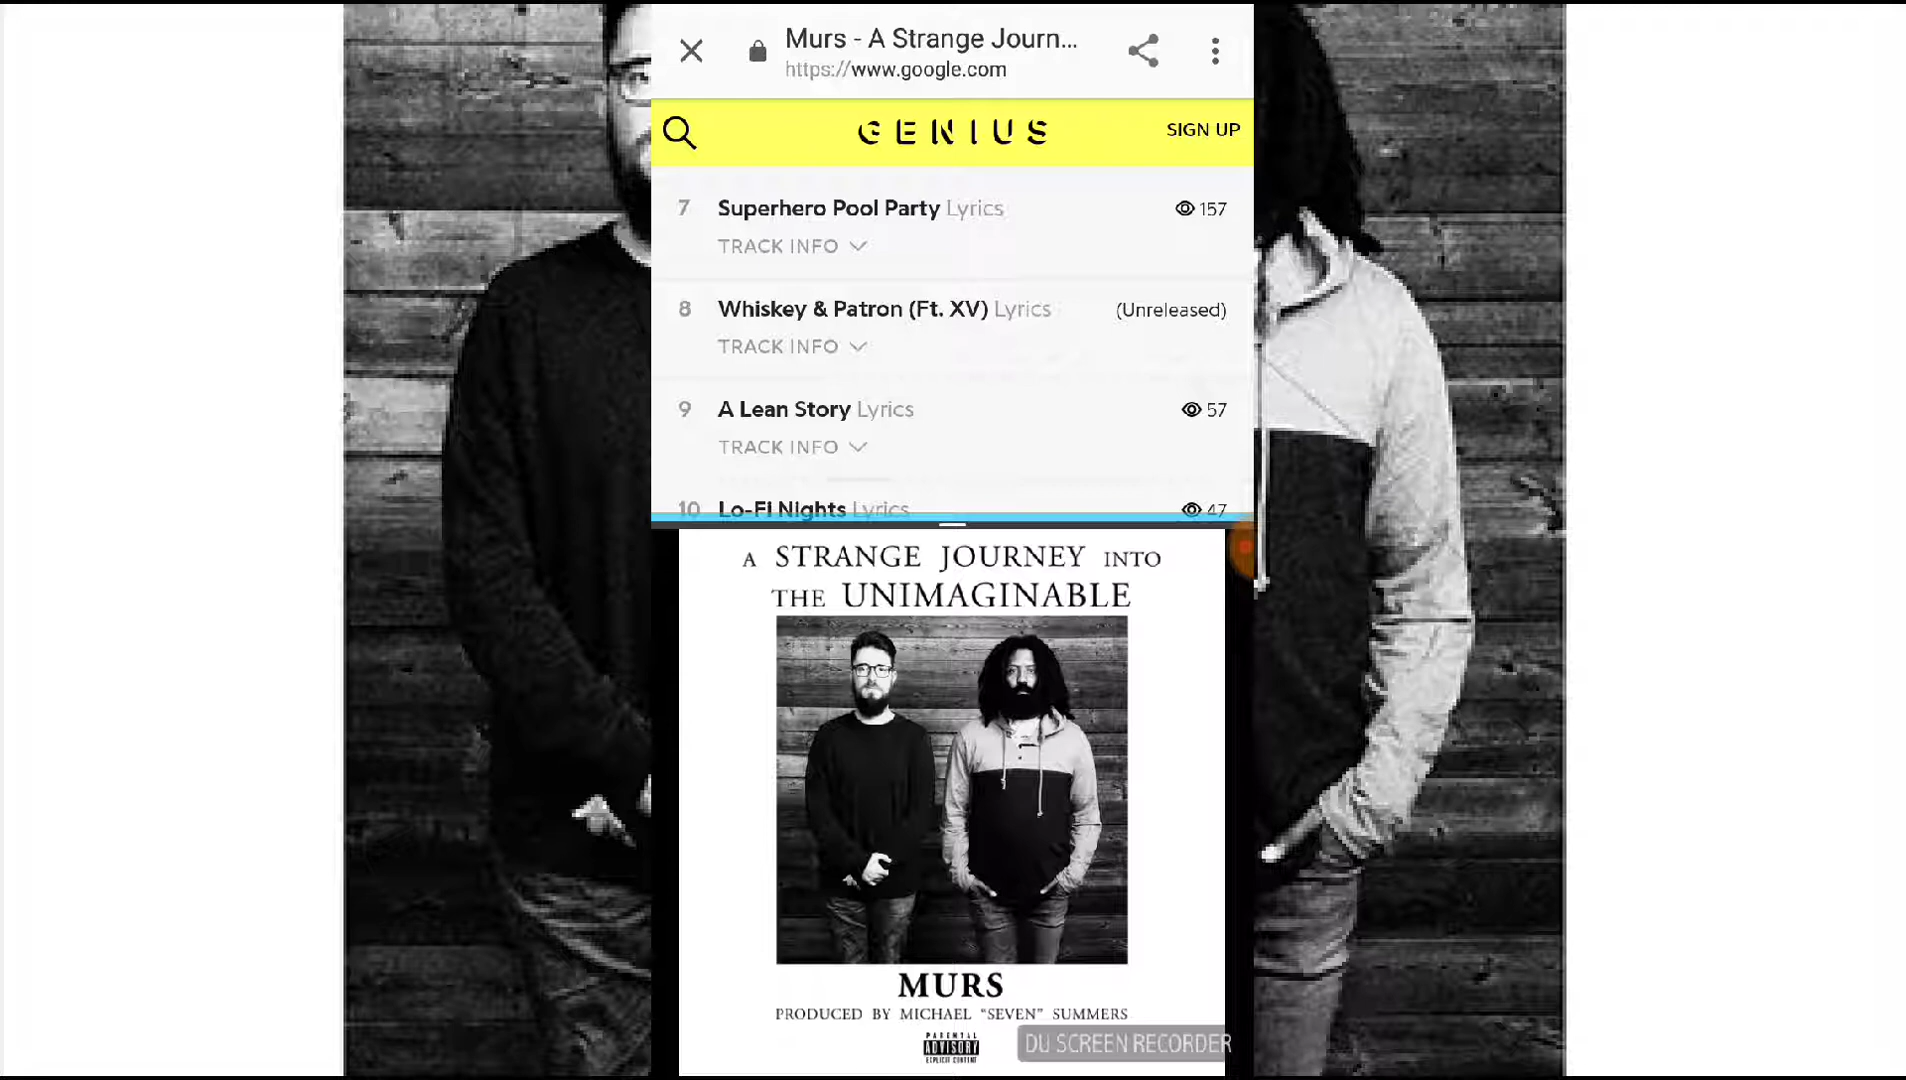 Murs - A Strange Journ...
https://www.google.com
GENIUS
SIGN UP
7 Superhero Pool Party Lyrics 157
TRACK INFO
8 Whiskey & Patron (Ft. XV) Lyrics (Unreleased)
TRACK INFO
9 A Lean Story Lyrics 57
TRACK INFO
10 Lo-Fi Nights Lyrics 47
A STRANGE JOURNEY INTO
THE UNIMAGINABLE
MURS
PRODUCED BY MICHAEL "SEVEN" SUMMERS
PARENTAL
ADVISORY
EXPLICIT CONTENT
DU SCREEN RECORDER